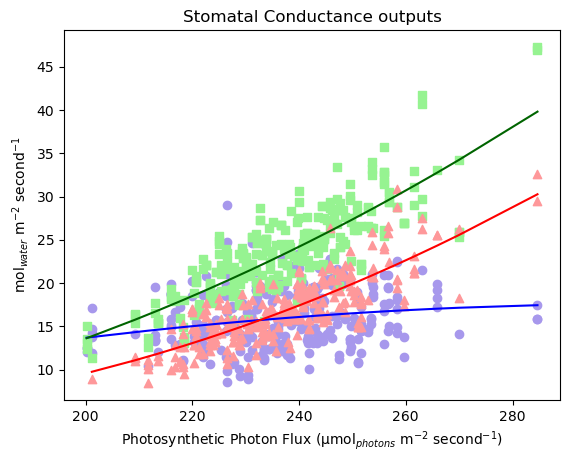 Stomatal Conductance outputs
mol_water m⁻² second⁻¹
45
40
35
30
25
20
15
10
200 220 240 260 280
Photosynthetic Photon Flux (μmol_photons m⁻² second⁻¹)